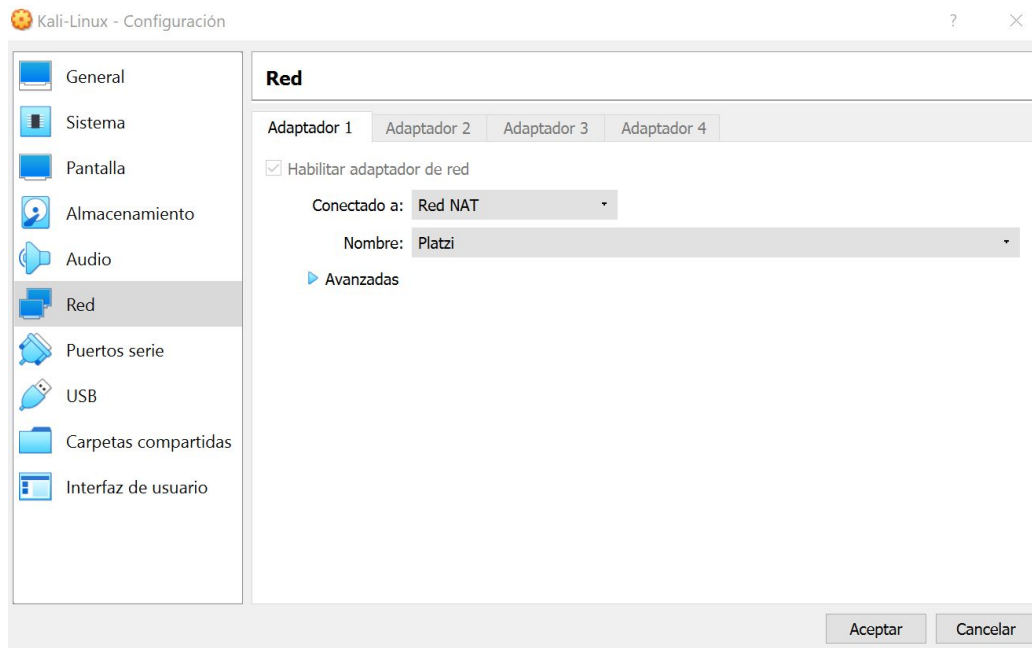 Kali-Linux - Configuración
?
General
Sistema
Pantalla
Almacenamiento
Audio
Red
Puertos serie
USB
Carpetas compartidas
Interfaz de usuario
Red
Adaptador 1 Adaptador 2 Adaptador 3 Adaptador 4
Habilitar adaptador de red
Conectado a: Red NAT
Nombre: Platzi
Avanzadas
Aceptar Cancelar